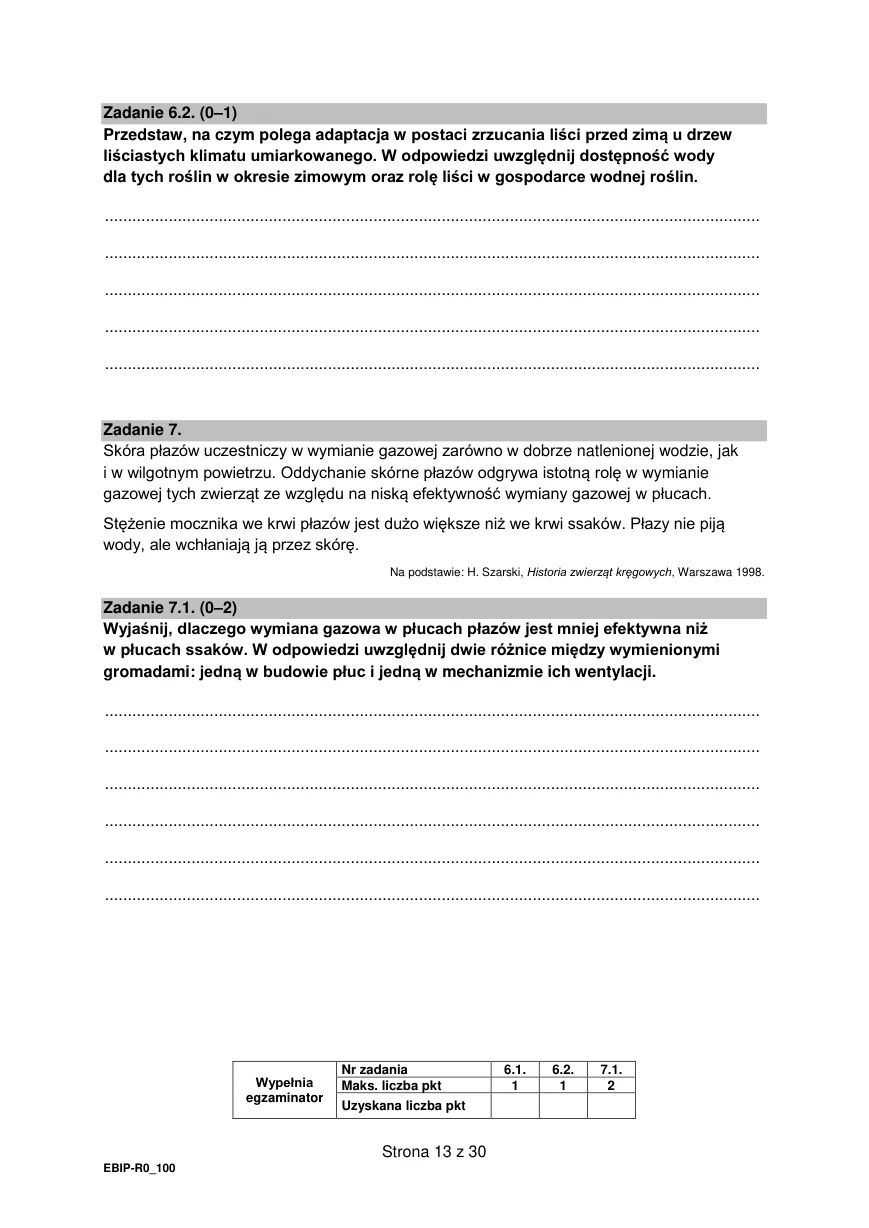 Zadanie 6.2. (0–1)
Przedstaw, na czym polega adaptacja w postaci zrzucania liści przed zimą u drzew
liściastych klimatu umiarkowanego. W odpowiedzi uwzględnij dostępność wody
dla tych roślin w okresie zimowym oraz rolę liści w gospodarce wodnej roślin.
....................................................................................................................................................
....................................................................................................................................................
....................................................................................................................................................
....................................................................................................................................................
....................................................................................................................................................
Zadanie 7.
Skóra płazów uczestniczy w wymianie gazowej zarówno w dobrze natlenionej wodzie, jak
i w wilgotnym powietrzu. Oddychanie skórne płazów odgrywa istotną rolę w wymianie
gazowej tych zwierząt ze względu na niską efektywność wymiany gazowej w płucach.
Stężenie mocznika we krwi płazów jest dużo większe niż we krwi ssaków. Płazy nie piją
wody, ale wchłaniają ją przez skórę.
Na podstawie: H. Szarski, Historia zwierząt kręgowych, Warszawa 1998.
Zadanie 7.1. (0–2)
Wyjaśnij, dlaczego wymiana gazowa w płucach płazów jest mniej efektywna niż
w płucach ssaków. W odpowiedzi uwzględnij dwie różnice między wymienionymi
gromadami: jedną w budowie płuc i jedną w mechanizmie ich wentylacji.
....................................................................................................................................................
....................................................................................................................................................
....................................................................................................................................................
....................................................................................................................................................
....................................................................................................................................................
....................................................................................................................................................
Wypełnia
egzaminator
Nr zadania 6.1. 6.2. 7.1.
Maks. liczba pkt 1 1 2
Uzyskana liczba pkt
Strona 13 z 30
EBIP-R0_100